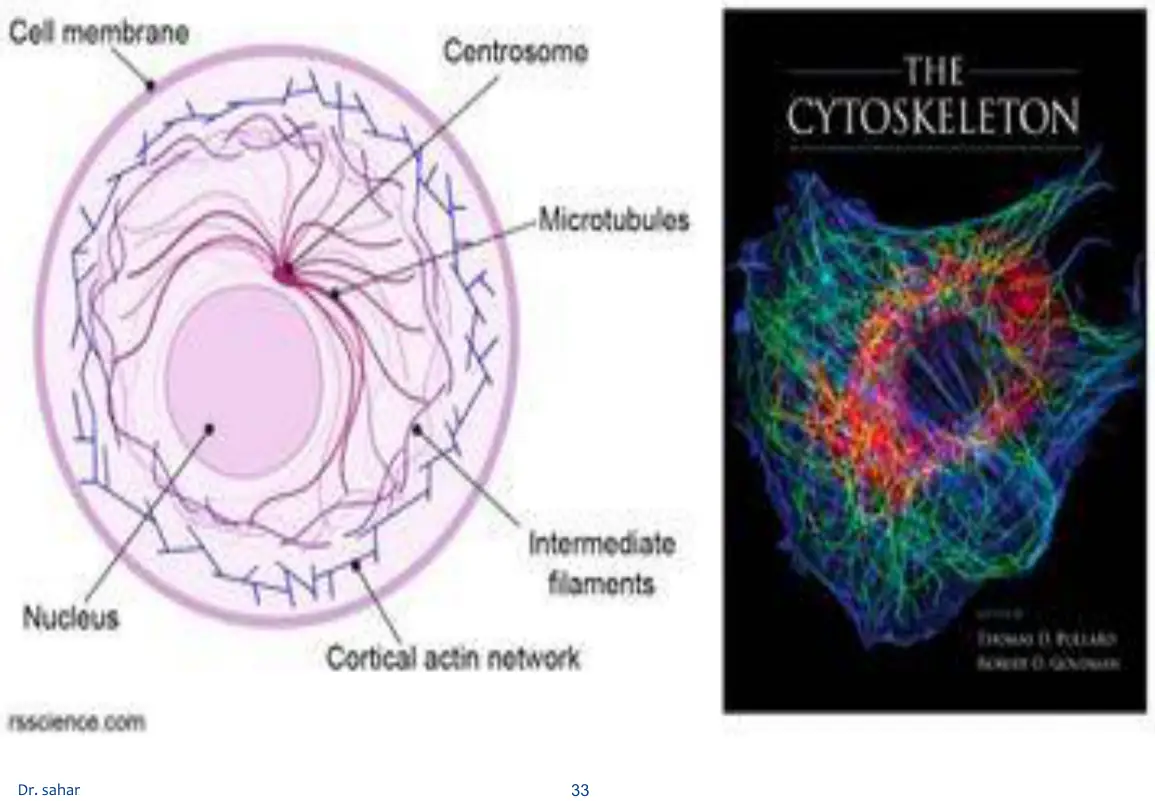 Cell membrane
Centrosome
Microtubules
Intermediate
filaments
Nucleus
Cortical actin network
rsscience.com
THE
CYTOSKELETON
THOMAS D. POLLARD
ROBERT D. GOLDMAN
Dr. sahar
33